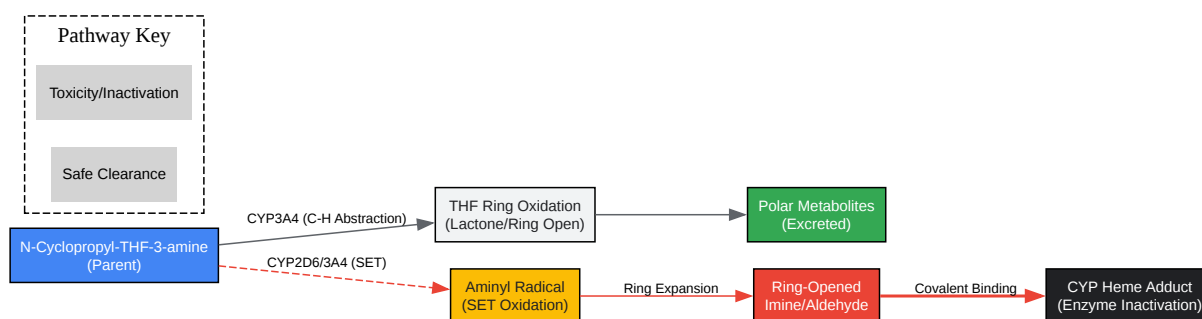 Pathway Key
Toxicity/Inactivation
Safe Clearance
N-Cyclopropyl-THF-3-amine
(Parent)
CYP3A4 (C-H Abstraction)
CYP2D6/3A4 (SET)
THF Ring Oxidation
(Lactone/Ring Open)
Polar Metabolites
(Excreted)
Aminyl Radical
(SET Oxidation)
Ring Expansion
Ring-Opened
Imine/Aldehyde
Covalent Binding
CYP Heme Adduct
(Enzyme Inactivation)